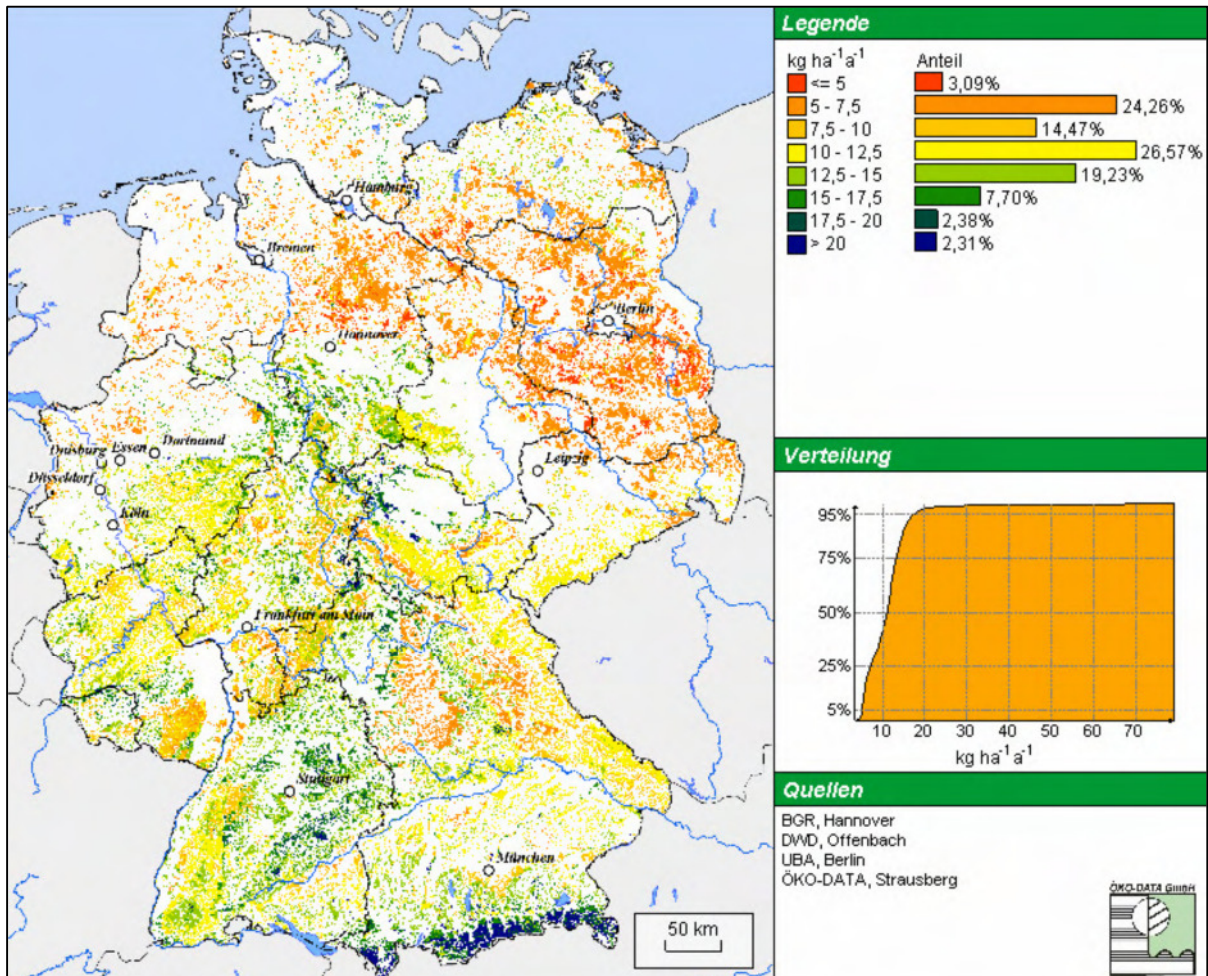 Hamburg
Bremen
Berlin
Hannover
Duisburg
Essen
Dortmund
Düsseldorf
Leipzig
Köln
Frankfurt am Main
Stuttgart
München
50 km
Legende
kg ha⁻¹a⁻¹ Anteil
<= 5 3,09%
5 - 7,5 24,26%
7,5 - 10 14,47%
10 - 12,5 26,57%
12,5 - 15 19,23%
15 - 17,5 7,70%
17,5 - 20 2,38%
> 20 2,31%
Verteilung
95%
75%
50%
25%
5%
10 20 30 40 50 60 70
kg ha⁻¹a⁻¹
Quellen
BGR, Hannover
DWD, Offenbach
UBA, Berlin
ÖKO-DATA, Strausberg
ÖKO-DATA GmbH